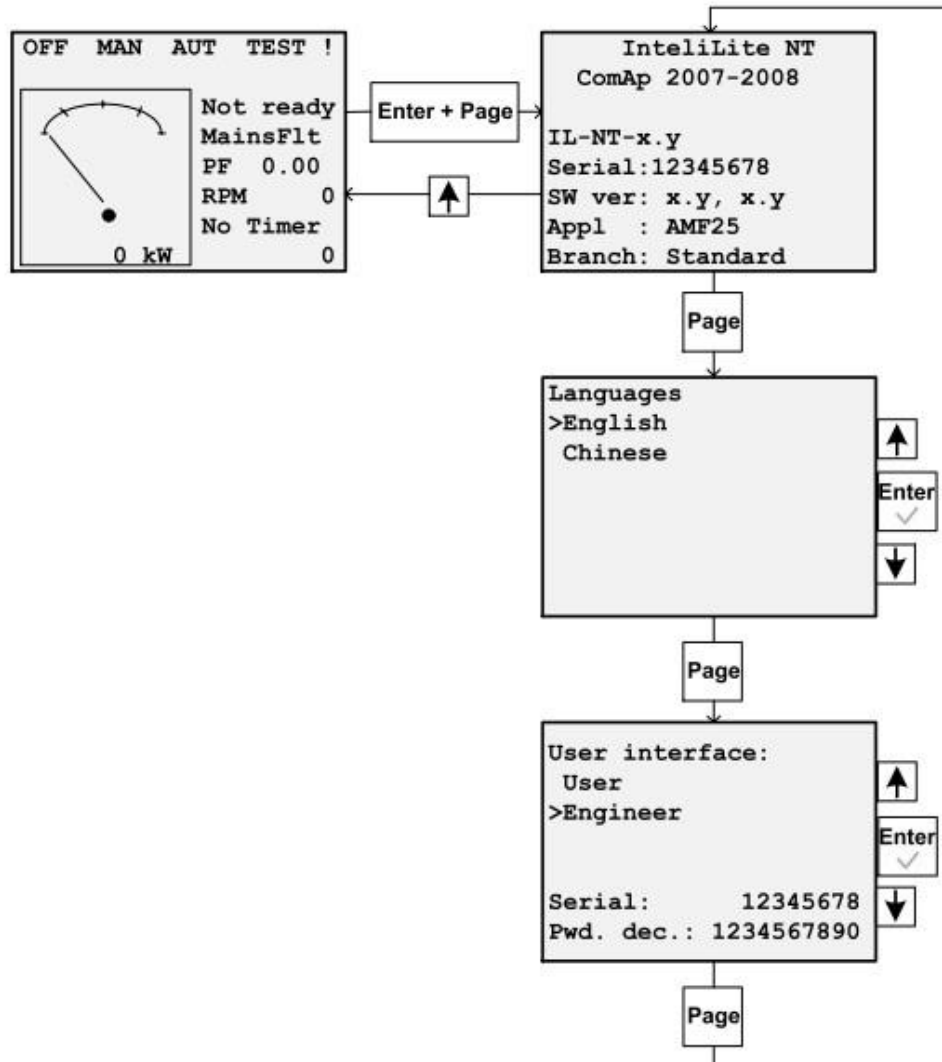 OFF MAN AUT TEST !
Not ready
MainsFlt
PF 0.00
RPM 0
No Timer
0 kW 0
Enter + Page
InteliLite NT
ComAp 2007-2008
IL-NT-x.y
Serial:12345678
SW ver: x.y, x.y
Appl : AMF25
Branch: Standard
Page
Languages
>English
Chinese
Enter
Page
User interface:
User
>Engineer
Serial: 12345678
Pwd. dec.: 1234567890
Enter
Page